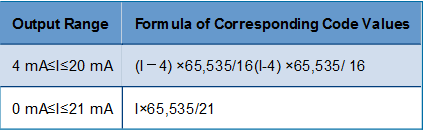 Output Range Formula of Corresponding Code Values
4 mA≤I≤20 mA (I－4) ×65,535/16(I-4) ×65,535/ 16
0 mA≤I≤21 mA I×65,535/21